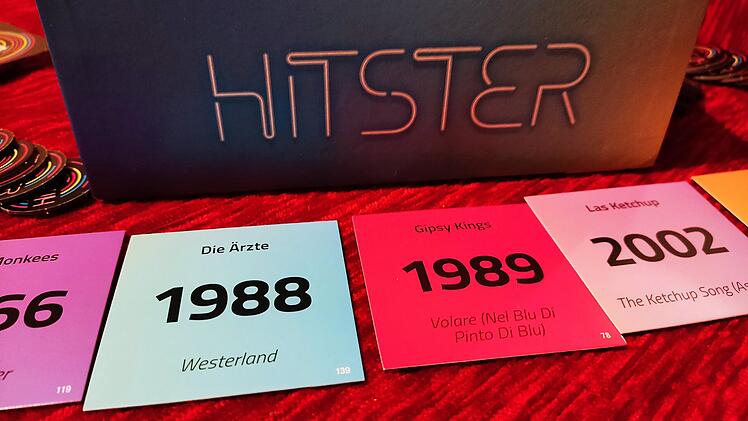 HITSTER
Monkees
66
er
119
Die Ärzte
1988
Westerland
139
Gipsy Kings
1989
Volare (Nel Blu Di
Pinto Di Blu)
78
Las Ketchup
2002
The Ketchup Song (As